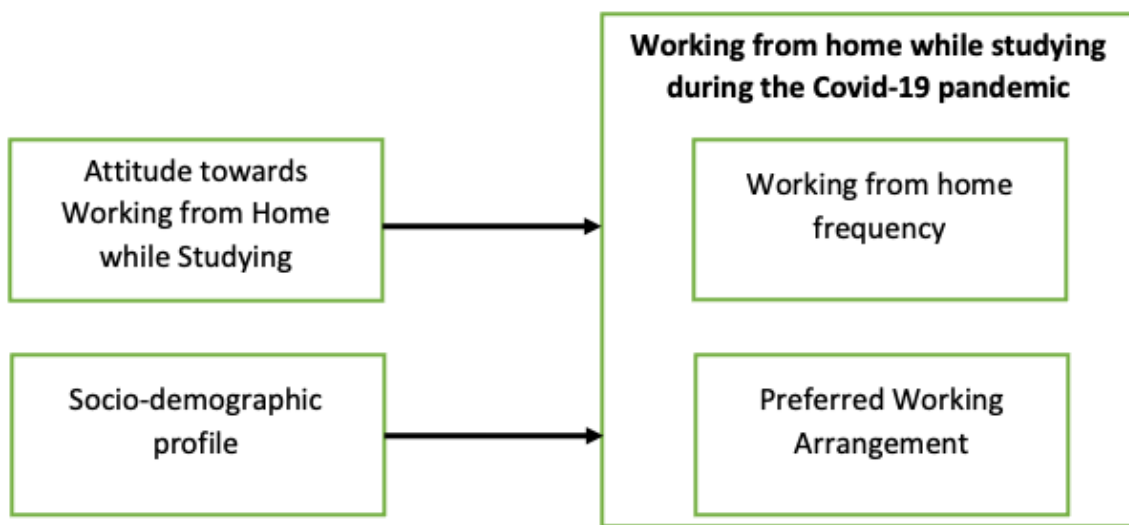 Working from home while studying
during the Covid-19 pandemic
Attitude towards
Working from Home
while Studying
Working from home
frequency
Socio-demographic
profile
Preferred Working
Arrangement